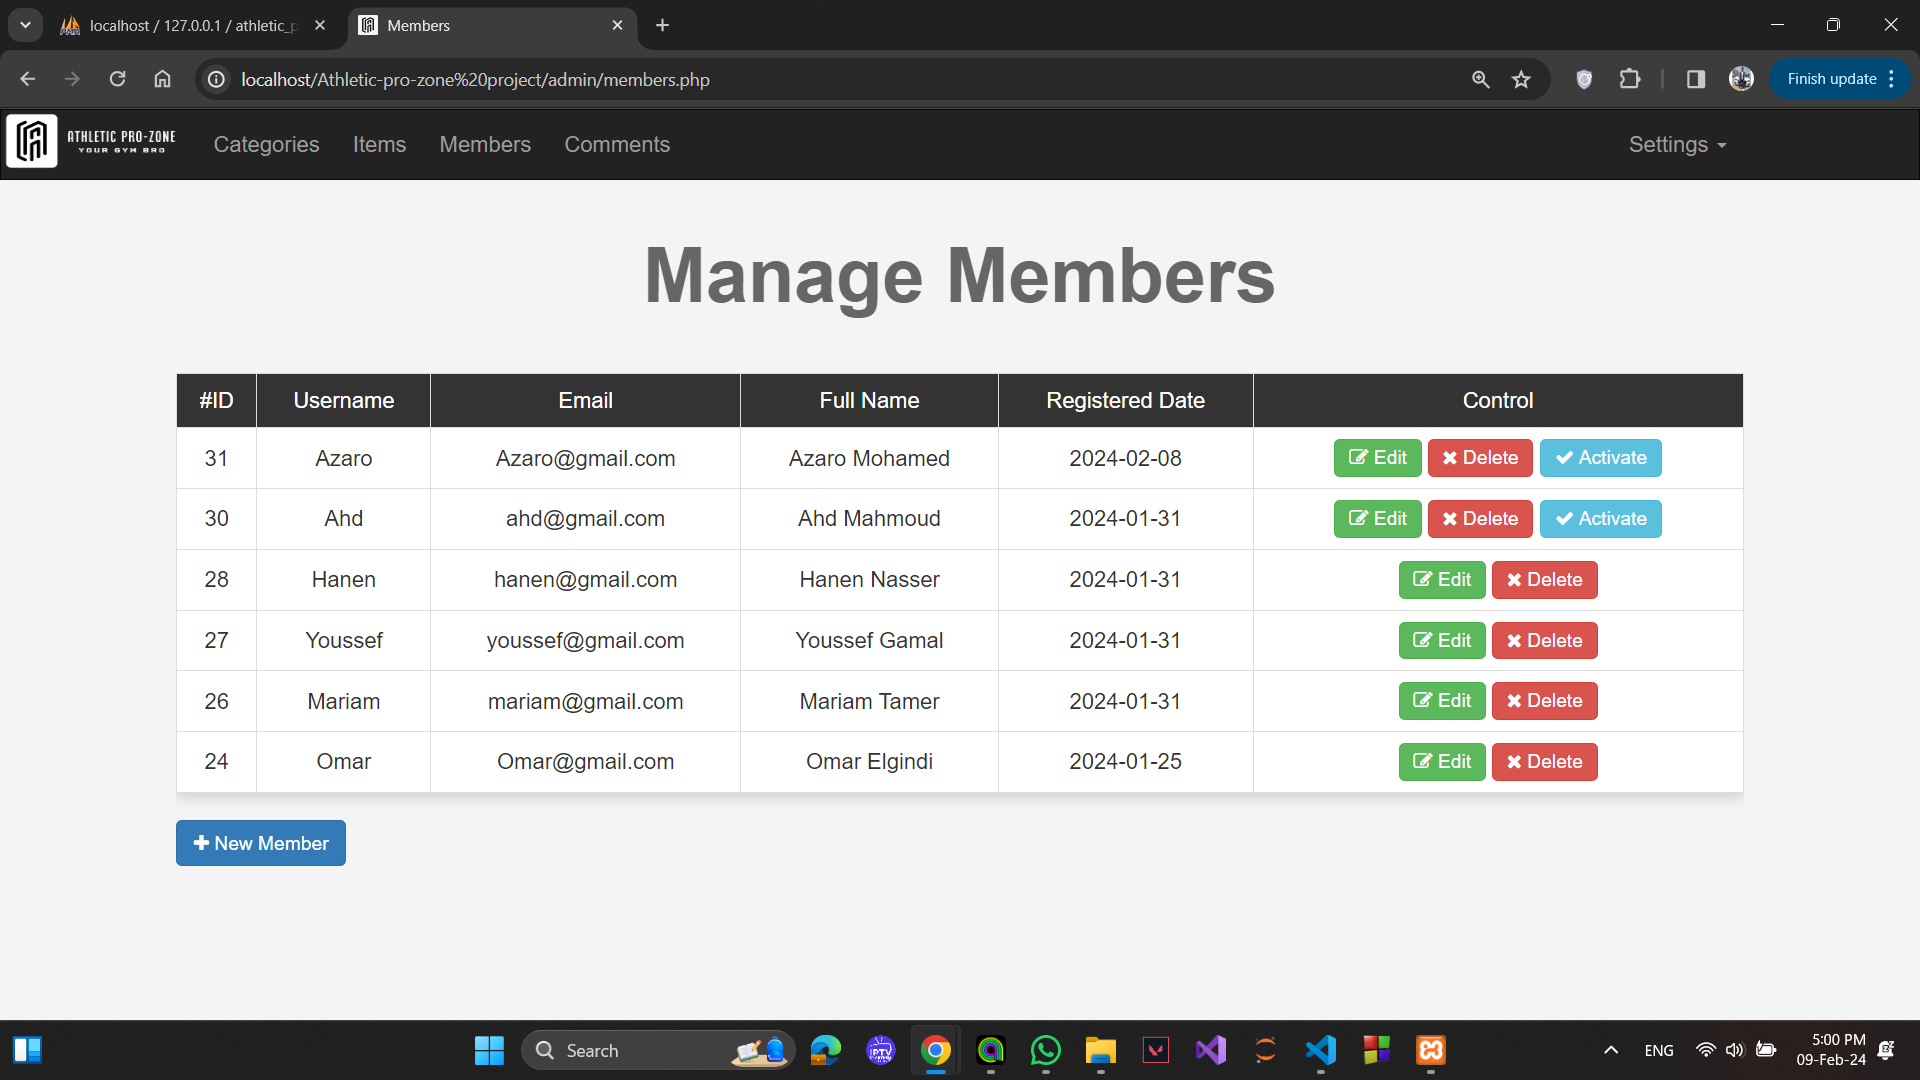 localhost / 127.0.0.1 / athletic_p
Members
localhost/Athletic-pro-zone%20project/admin/members.php
Finish update
ATHLETIC PRO-ZONE
YOUR GYM BRO
Categories Items Members Comments Settings
Manage Members
#ID Username Email Full Name Registered Date Control
31 Azaro Azaro@gmail.com Azaro Mohamed 2024-02-08 Edit Delete Activate
30 Ahd ahd@gmail.com Ahd Mahmoud 2024-01-31 Edit Delete Activate
28 Hanen hanen@gmail.com Hanen Nasser 2024-01-31 Edit Delete
27 Youssef youssef@gmail.com Youssef Gamal 2024-01-31 Edit Delete
26 Mariam mariam@gmail.com Mariam Tamer 2024-01-31 Edit Delete
24 Omar Omar@gmail.com Omar Elgindi 2024-01-25 Edit Delete
New Member
Search
IPTV
ENG
5:00 PM
09-Feb-24